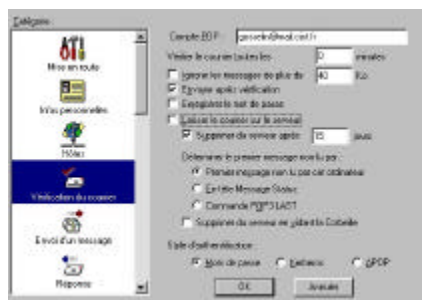 Catégorie
Mise en route
Infos personnelles
Hôtes
Vérification du courrier
Envoi d'un message
Réponse
Compte POP :
Vérifier le courrier toutes les 0 minutes
Ignorer les messages de plus de 40 Ko
Envoyer après vérification
Enregistrer le mot de passe
Laisser le courrier sur le serveur
Supprimer du serveur après 15 jours
Déterminer le premier message non lu par :
Premier message non lu par cet ordinateur
En-tête Message Status
Commande POP3 LAST
Supprimer du serveur en vidant la Corbeille
Style d'authentification :
Mots de passe Kerberos APOP
OK Annuler